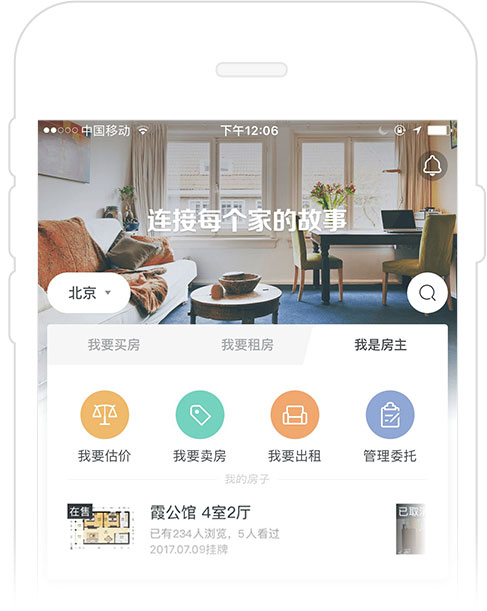 中国移动 下午12:06
连接每个家的故事
北京
我要买房 我要租房 我是房主
我要估价 我要卖房 我要出租 管理委托
我的房子
在售 霞公馆 4室2厅 已取消
已有234人浏览，5人看过
2017.07.09挂牌